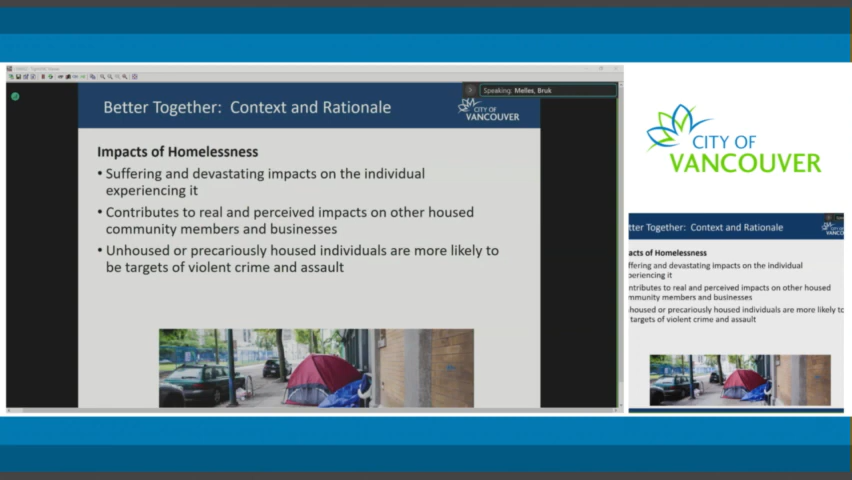 Speaking: Melles, Bruk
Better Together: Context and Rationale
CITY OF
VANCOUVER
Impacts of Homelessness
• Suffering and devastating impacts on the individual
experiencing it
• Contributes to real and perceived impacts on other housed
community members and businesses
• Unhoused or precariously housed individuals are more likely to
be targets of violent crime and assault
CITY OF
VANCOUVER
tter Together: Context and Rationale
CITY OF
VANCO
acts of Homelessness
ffering and devastating impacts on the individual
periencing it
ntributes to real and perceived impacts on other housed
mmunity members and businesses
housed or precariously housed individuals are more likely to
targets of violent crime and assault